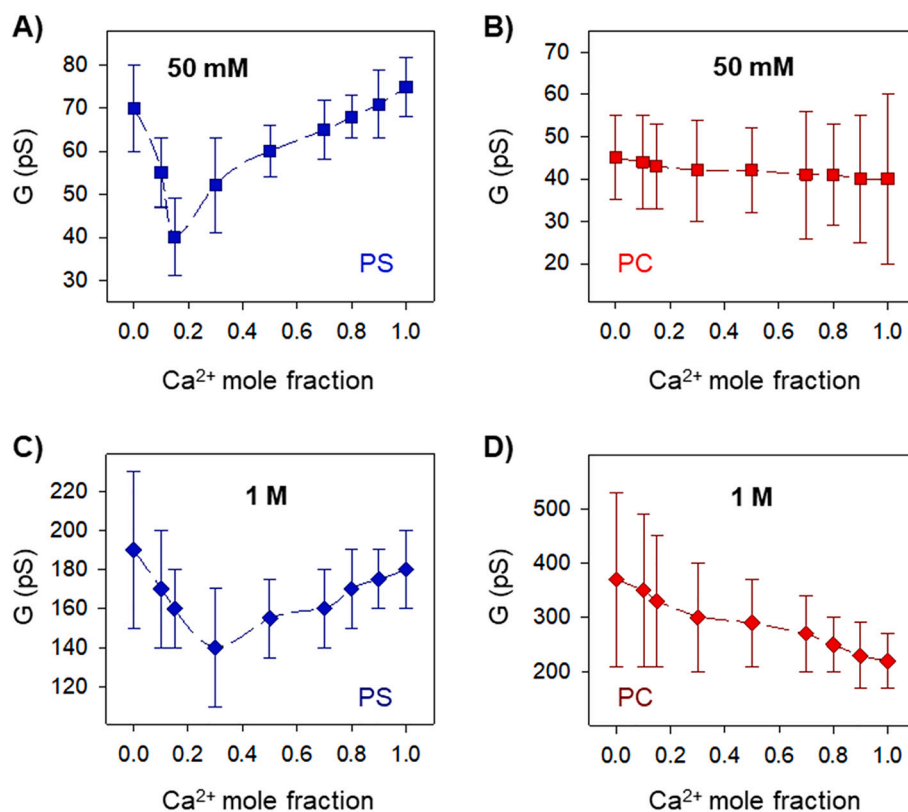 A)
50 mM
G (pS)
80
70
60
50
40
30
PS
0.0 0.2 0.4 0.6 0.8 1.0
Ca²⁺ mole fraction
B)
50 mM
G (pS)
70
60
50
40
30
20
PC
0.0 0.2 0.4 0.6 0.8 1.0
Ca²⁺ mole fraction
C)
1 M
G (pS)
220
200
180
160
140
120
PS
0.0 0.2 0.4 0.6 0.8 1.0
Ca²⁺ mole fraction
D)
1 M
G (pS)
500
400
300
200
PC
0.0 0.2 0.4 0.6 0.8 1.0
Ca²⁺ mole fraction